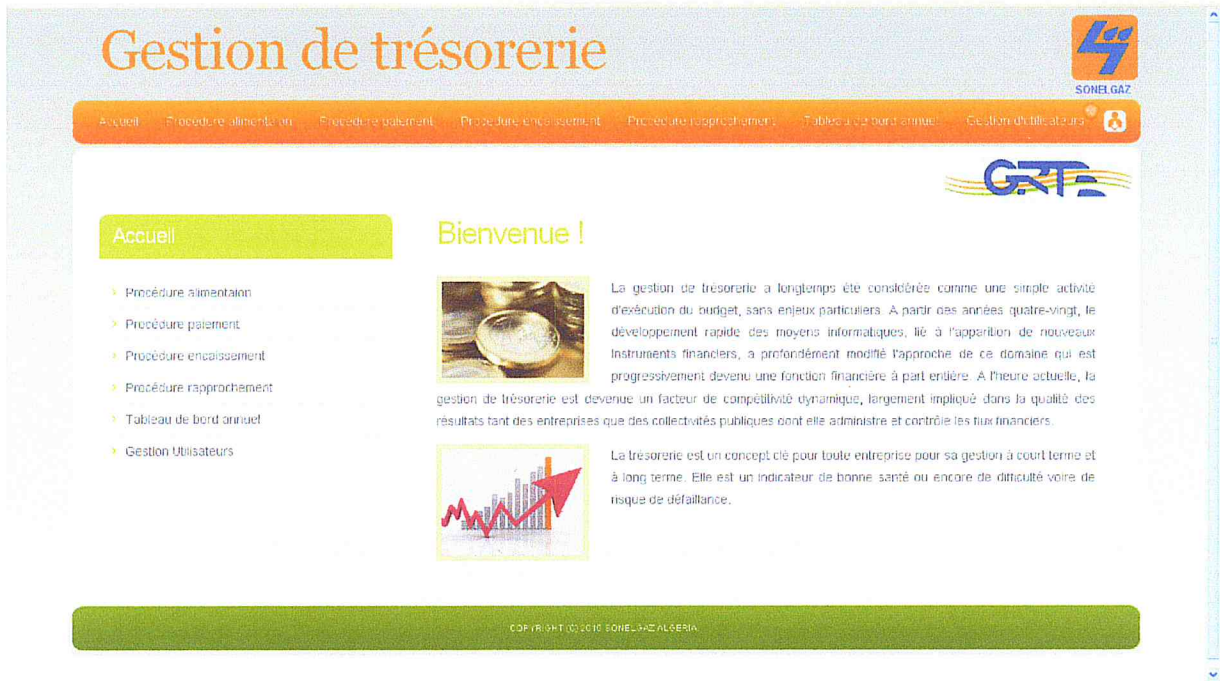 Gestion de trésorerie
SONELGAZ
Accueil Procédure alimentaion Procédure paiement Procédure encaissement Procédure rapprochement Tableau de bord annuel Gestion d'utilisateurs
GRTE
Accueil
Procédure alimentaion
Procédure paiement
Procédure encaissement
Procédure rapprochement
Tableau de bord annuel
Gestion Utilisateurs
Bienvenue !
La gestion de trésorerie a longtemps été considérée comme une simple activité
d'exécution du budget, sans enjeux particuliers. A partir des années quatre-vingt, le
développement rapide des moyens informatiques, lié à l'apparition de nouveaux
instruments financiers, a profondément modifié l'approche de ce domaine qui est
progressivement devenu une fonction financière à part entière. A l'heure actuelle, la
gestion de trésorerie est devenue un facteur de compétitivité dynamique, largement impliqué dans la qualité des
résultats tant des entreprises que des collectivités publiques dont elle administre et contrôle les flux financiers.
La trésorerie est un concept clé pour toute entreprise pour sa gestion à court terme et
à long terme. Elle est un indicateur de bonne santé ou encore de difficulté voire de
risque de défaillance.
COPYRIGHT (C) 2010 SONELGAZ ALGERIA